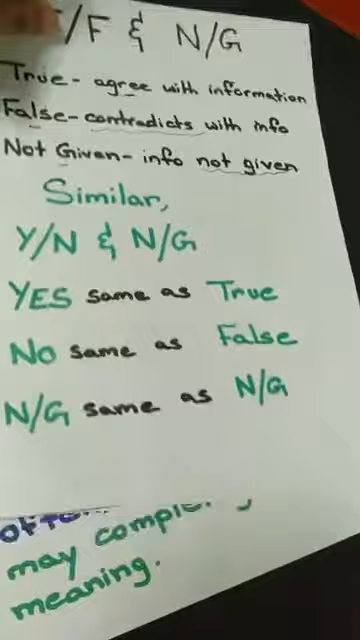 /F & N/G
True - agree with information
False - contradicts with info
Not Given - info not given
Similar,
Y/N & N/G
YES same as True
No same as False
N/G same as N/G
may
meaning.